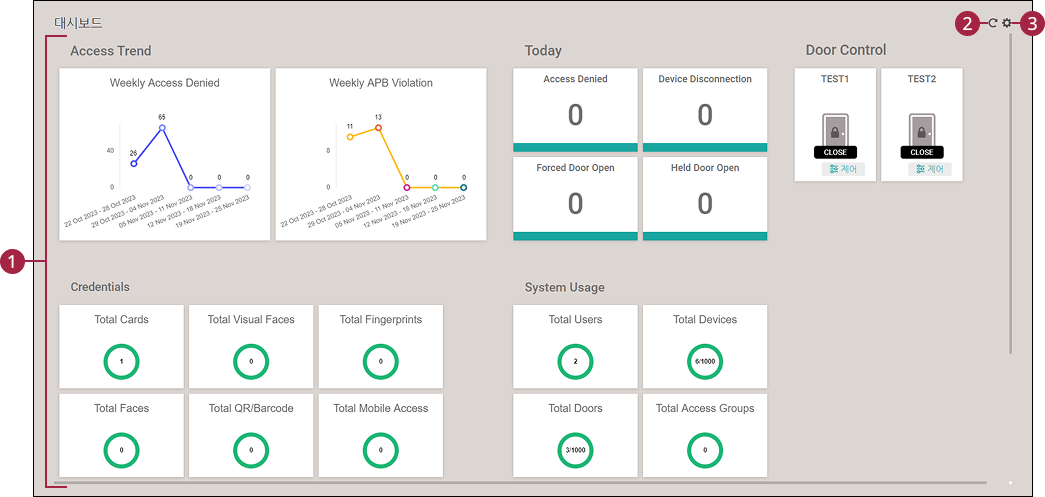 대시보드
2
3
1
Access Trend
Weekly Access Denied
65
40
26
0
0
0
0
22 Oct 2023 - 28 Oct 2023
29 Oct 2023 - 04 Nov 2023
05 Nov 2023 - 11 Nov 2023
12 Nov 2023 - 18 Nov 2023
19 Nov 2023 - 25 Nov 2023
Weekly APB Violation
13
11
8
0
0
0
0
22 Oct 2023 - 28 Oct 2023
29 Oct 2023 - 04 Nov 2023
05 Nov 2023 - 11 Nov 2023
12 Nov 2023 - 18 Nov 2023
19 Nov 2023 - 25 Nov 2023
Today
Access Denied
0
Device Disconnection
0
Forced Door Open
0
Held Door Open
0
Door Control
TEST1
CLOSE
제어
TEST2
CLOSE
제어
Credentials
Total Cards
1
Total Visual Faces
0
Total Fingerprints
0
Total Faces
0
Total QR/Barcode
0
Total Mobile Access
0
System Usage
Total Users
2
Total Devices
6/1000
Total Doors
3/1000
Total Access Groups
0